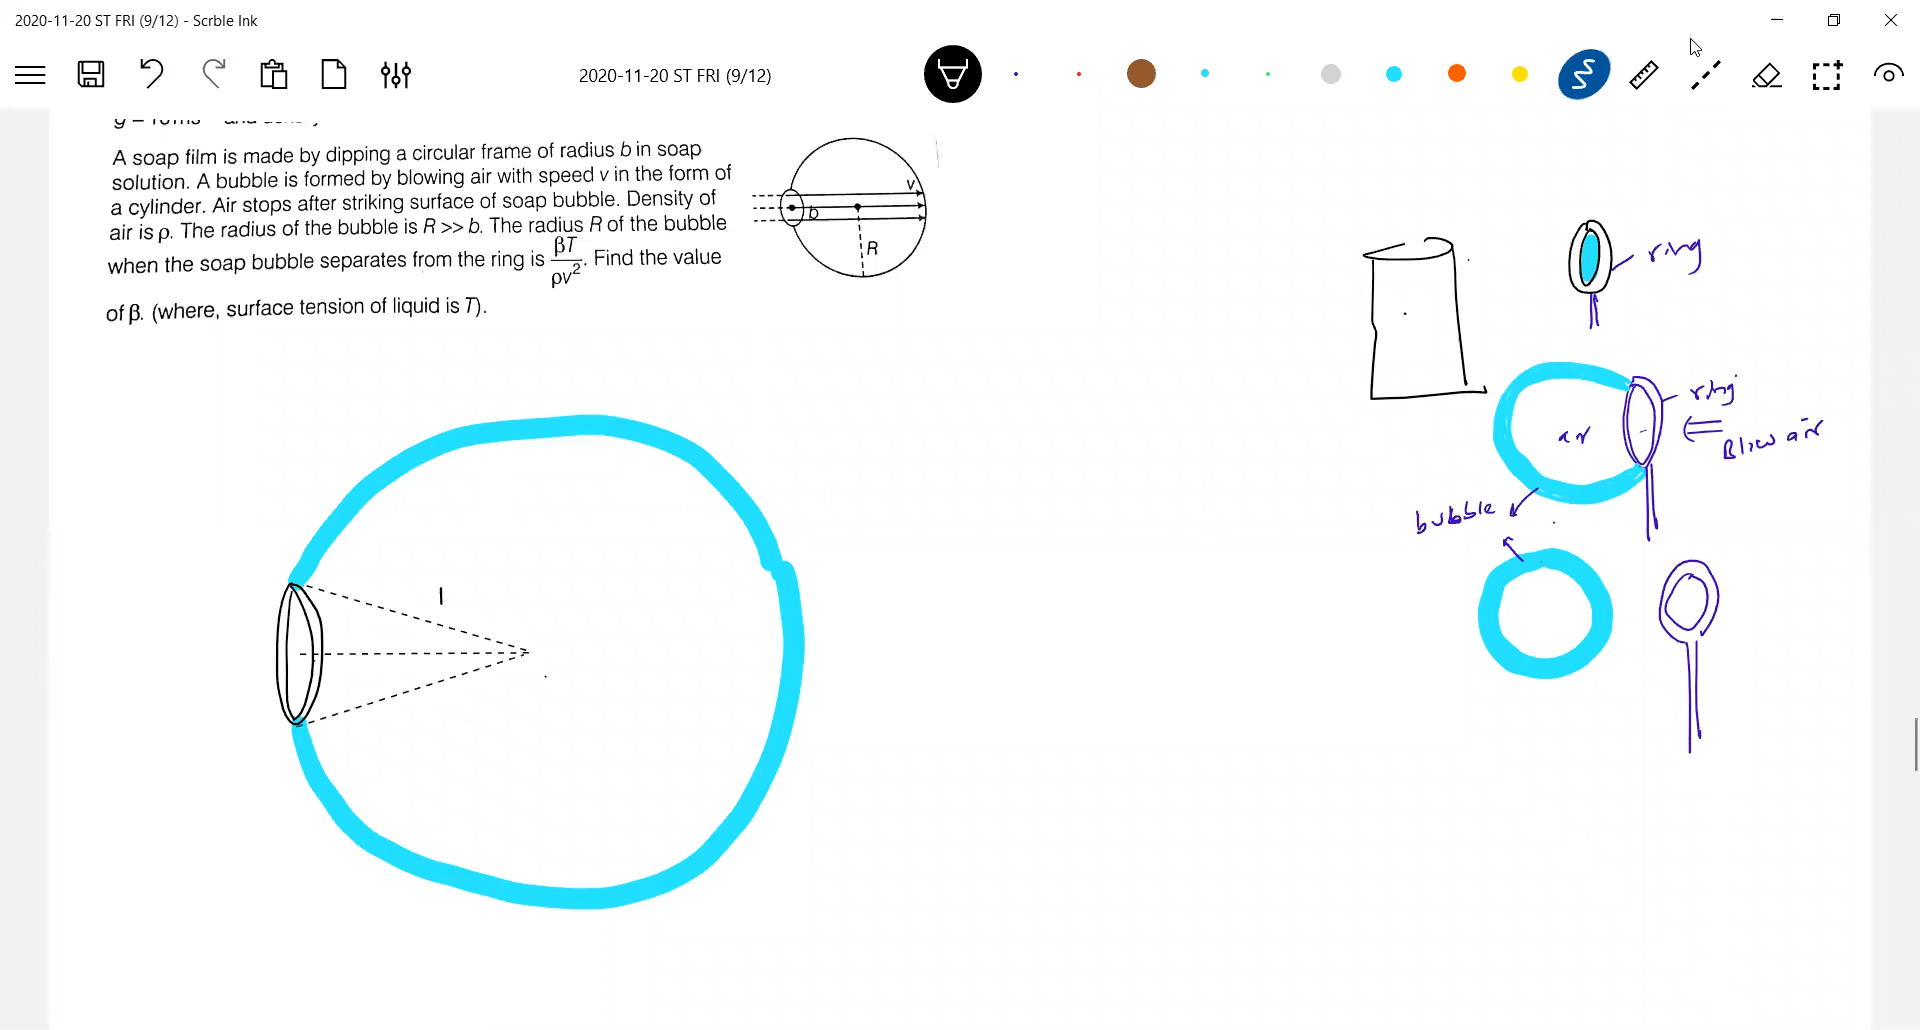 2020-11-20 ST FRI (9/12) - Scrble Ink
2020-11-20 ST FRI (9/12)
A soap film is made by dipping a circular frame of radius b in soap
solution. A bubble is formed by blowing air with speed v in the form of
a cylinder. Air stops after striking surface of soap bubble. Density of
air is ρ. The radius of the bubble is R >> b. The radius R of the bubble
when the soap bubble separates from the ring is βT/ρv². Find the value
of β. (where, surface tension of liquid is T).
v
b
R
ring
ring
air
Blow air
bubble